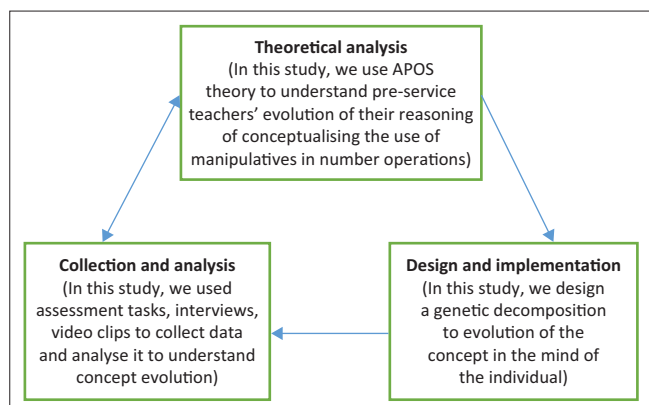 Theoretical analysis
(In this study, we use APOS
theory to understand pre-service
teachers’ evolution of their reasoning
of conceptualising the use of
manipulatives in number operations)
Collection and analysis
(In this study, we used
assessment tasks, interviews,
video clips to collect data
and analyse it to understand
concept evolution)
Design and implementation
(In this study, we design
a genetic decomposition
to evolution of the
concept in the mind of
the individual)